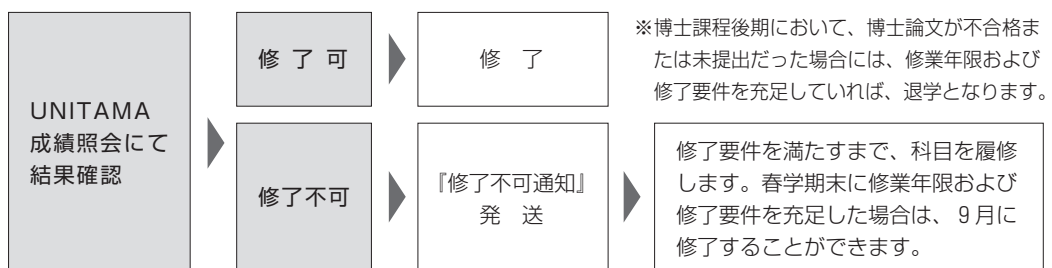 UNITAMA
成績照会にて
結果確認
修 了 可
修 了
※博士課程後期において、博士論文が不合格ま
たは未提出だった場合には、修業年限および
修了要件を充足していれば、退学となります。
修了不可
『修了不可通知』
発 送
修了要件を満たすまで、科目を履修
します。春学期末に修業年限および
修了要件を充足した場合は、9月に
修了することができます。